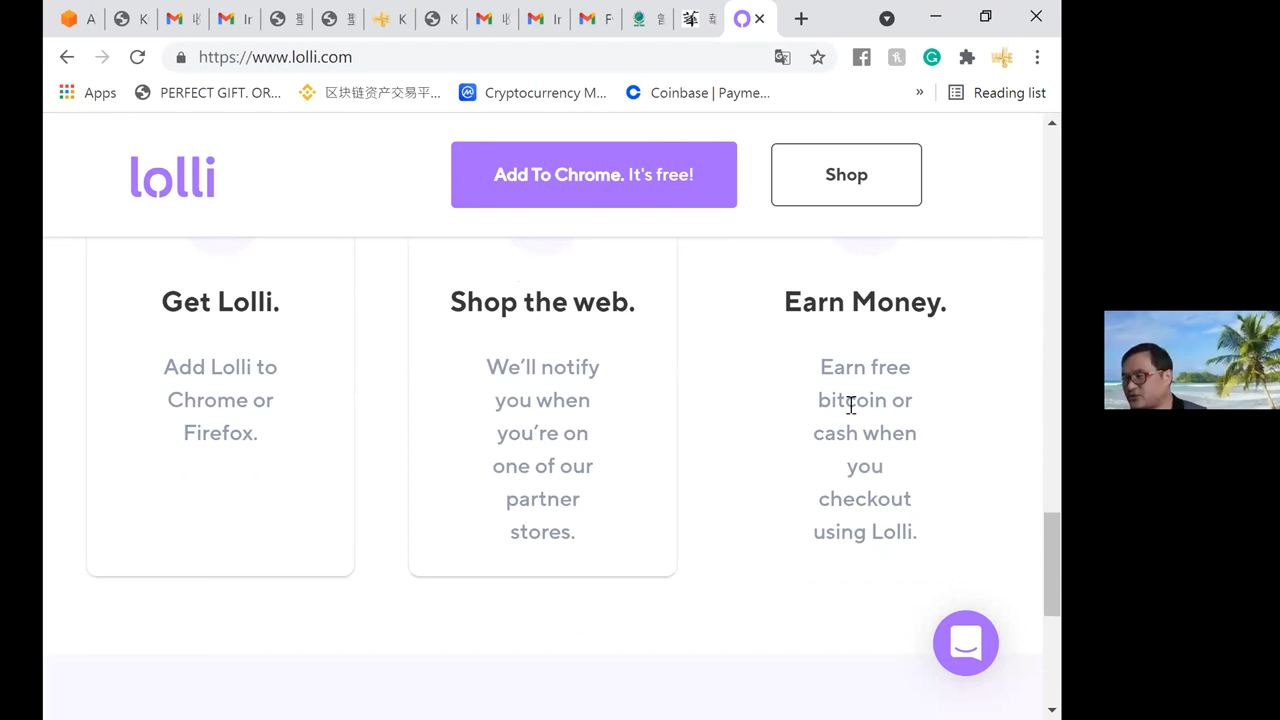 A
K
Ir
K
Ir
F
https://www.lolli.com
Apps
PERFECT GIFT. OR...
区块链资产交易平...
Cryptocurrency M...
Coinbase | Payme...
»
Reading list
lolli
Add To Chrome. It's free!
Shop
Get Lolli.
Add Lolli to
Chrome or
Firefox.
Shop the web.
We’ll notify
you when
you’re on
one of our
partner
stores.
Earn Money.
Earn free
bitcoin or
cash when
you
checkout
using Lolli.